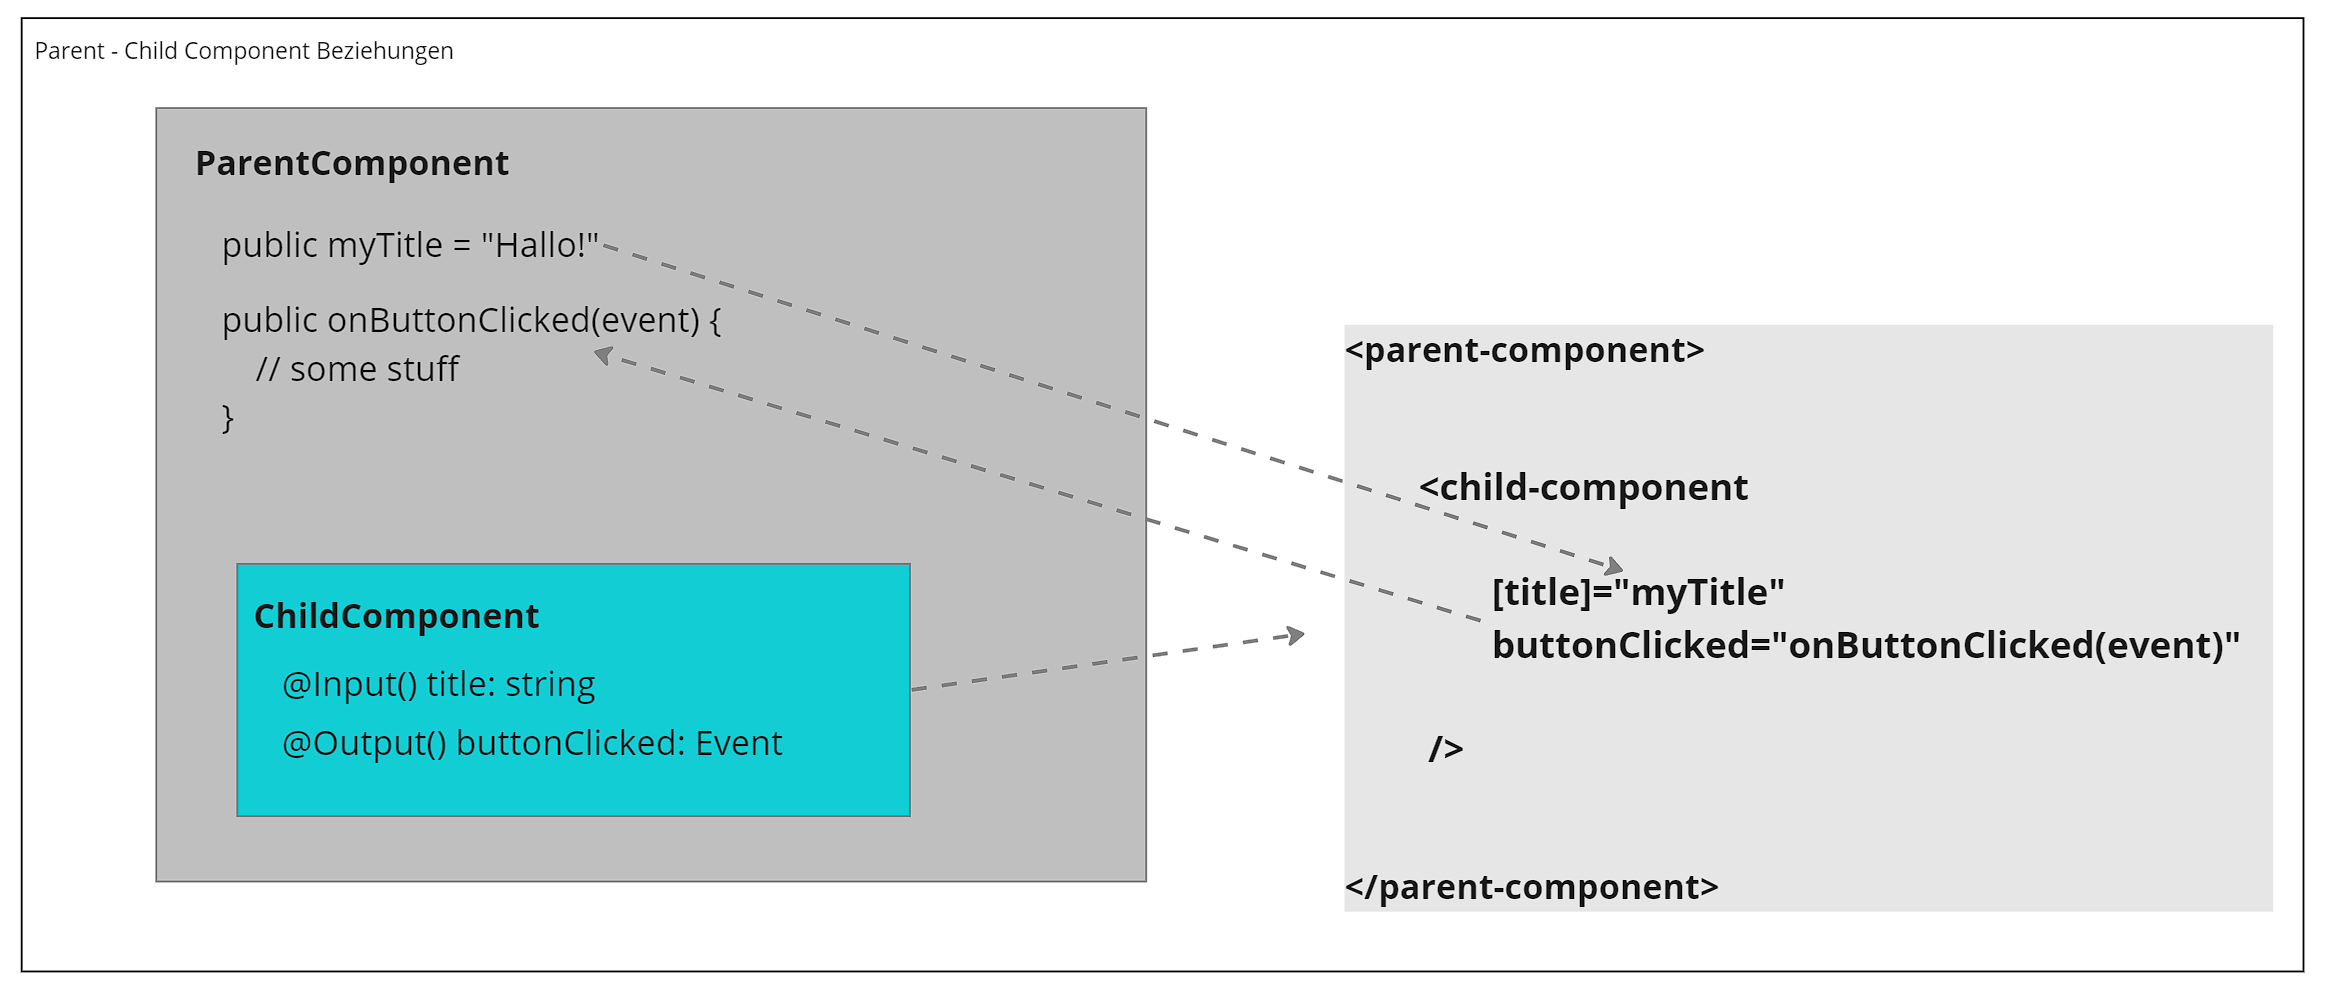 Parent - Child Component Beziehungen
ParentComponent
public myTitle = "Hallo!"
public onButtonClicked(event) {
// some stuff
}
ChildComponent
@Input() title: string
@Output() buttonClicked: Event
<parent-component>
<child-component
[title]="myTitle"
buttonClicked="onButtonClicked(event)"
/>
</parent-component>